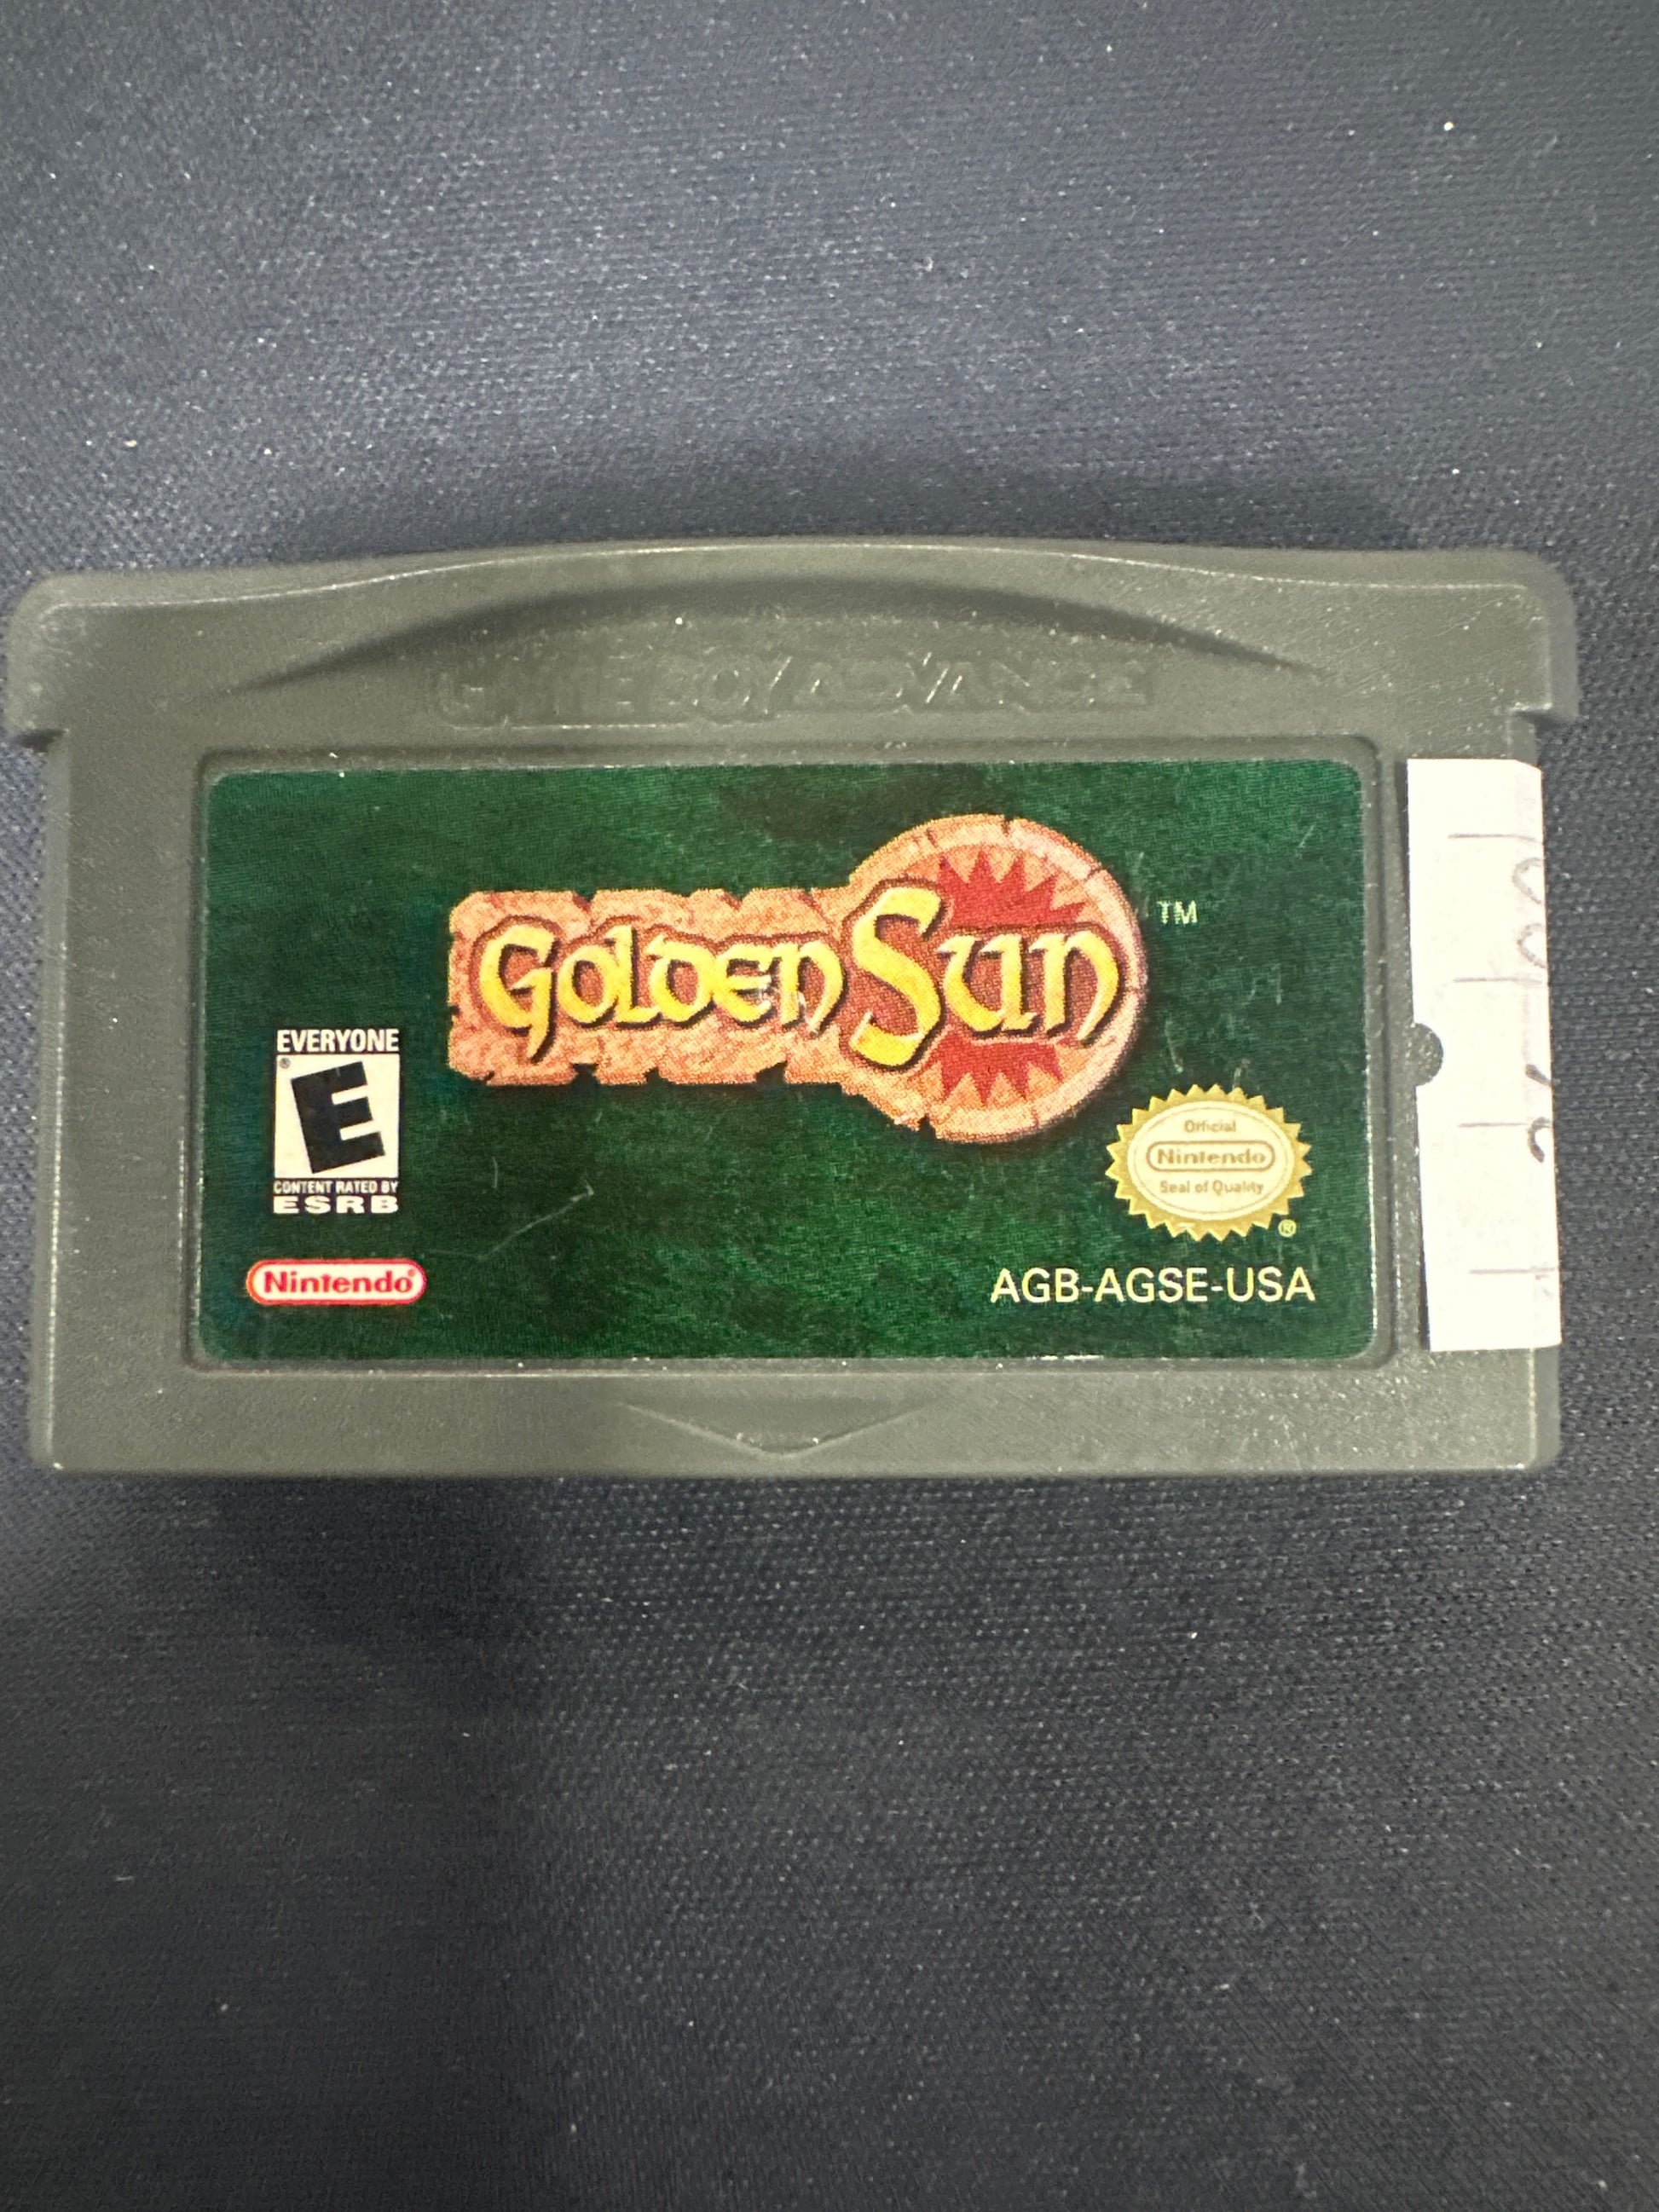 GAME BOY ADVANCE
Golden Sun
TM
EVERYONE
®
E
CONTENT RATED BY
ESRB
Official
Nintendo
Seal of Quality
®
Nintendo®
AGB-AGSE-USA